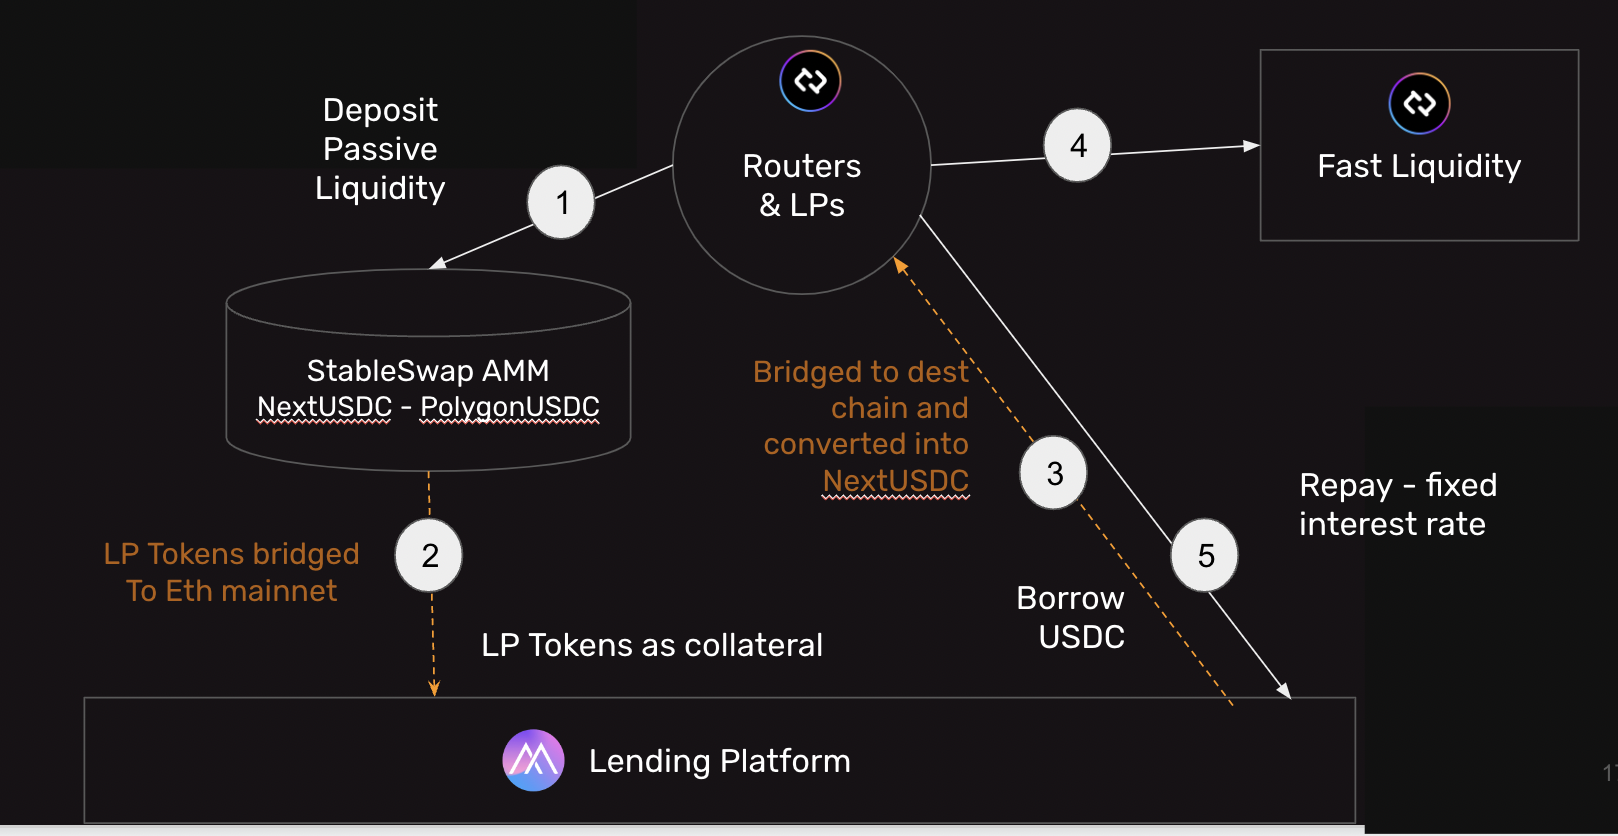 Deposit
Passive
Liquidity
1
Routers
& LPs
4
Fast Liquidity
StableSwap AMM
NextUSDC - PolygonUSDC
Bridged to dest
chain and
converted into
NextUSDC
3
Repay - fixed
interest rate
LP Tokens bridged
To Eth mainnet
2
5
Borrow
USDC
LP Tokens as collateral
Lending Platform